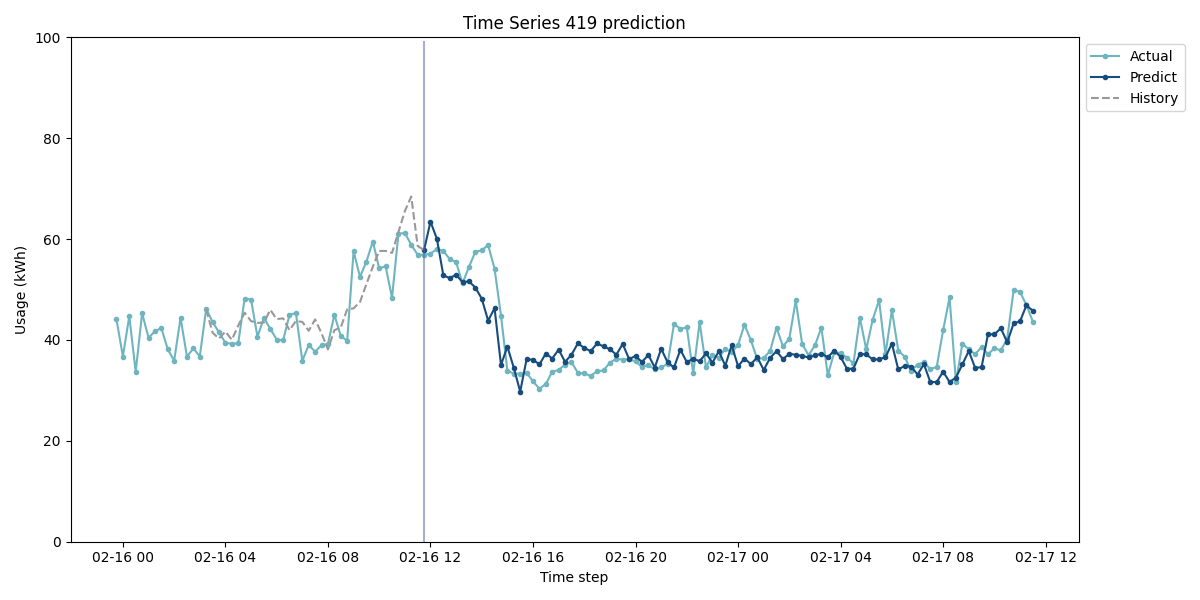 Time Series 419 prediction
100
80
60
40
20
0
Usage (kWh)
02-16 00
02-16 04
02-16 08
02-16 12
02-16 16
02-16 20
02-17 00
02-17 04
02-17 08
02-17 12
Time step
Actual
Predict
History